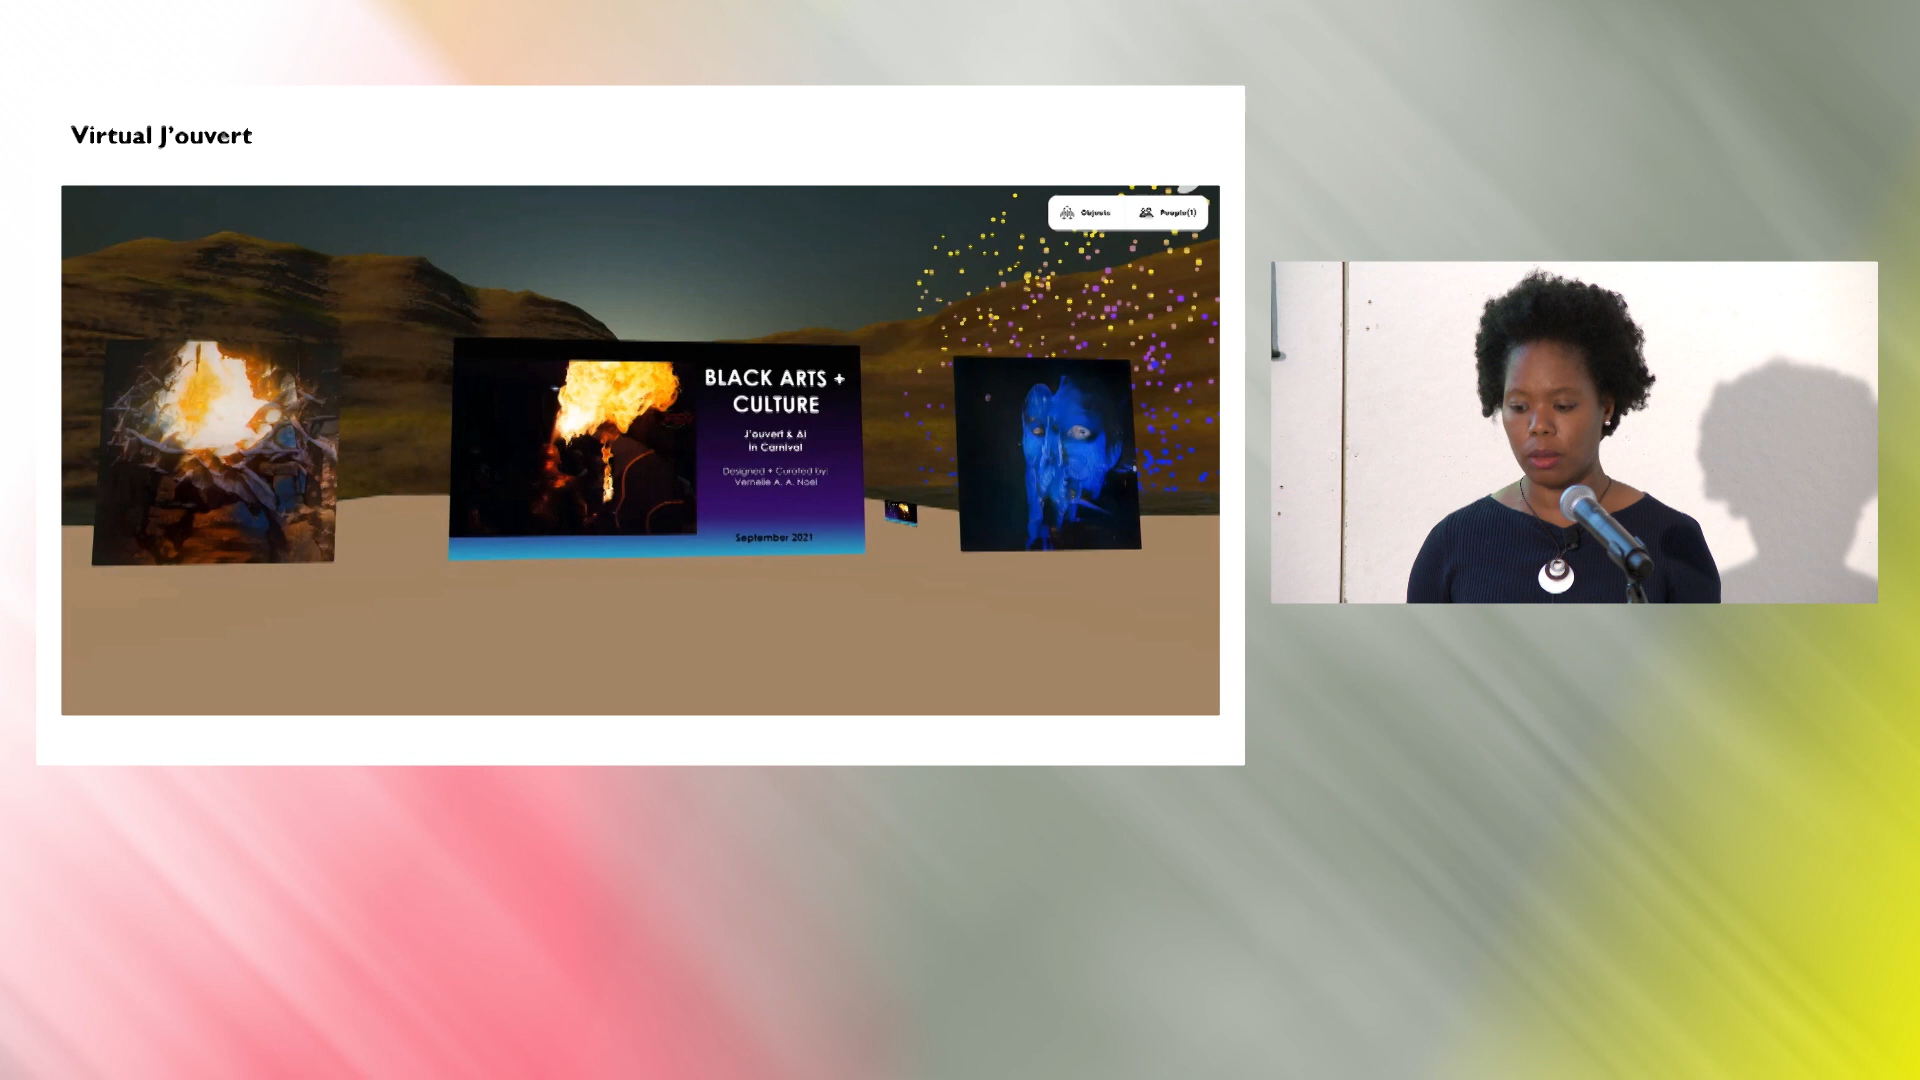 Virtual J'ouvert
Objects
People(1)
BLACK ARTS +
CULTURE
J'ouvert & AI
in Carnival
Designed + Curated by:
Vernelle A. A. Noel
September 2021